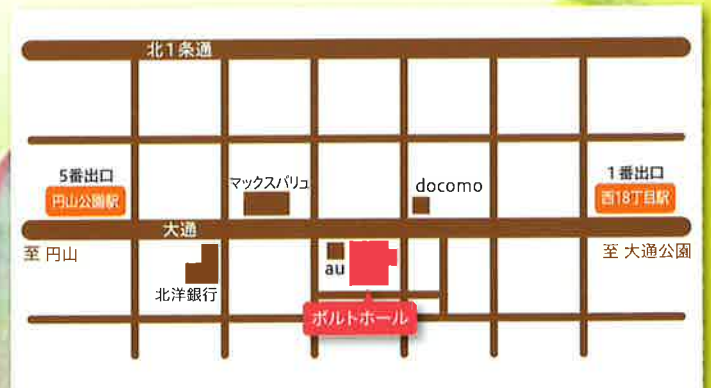 北1条通
5番出口
円山公園駅
マックスバリュ
docomo
1番出口
西18丁目駅
大通
至 円山
至 大通公園
au
北洋銀行
ポルトホール